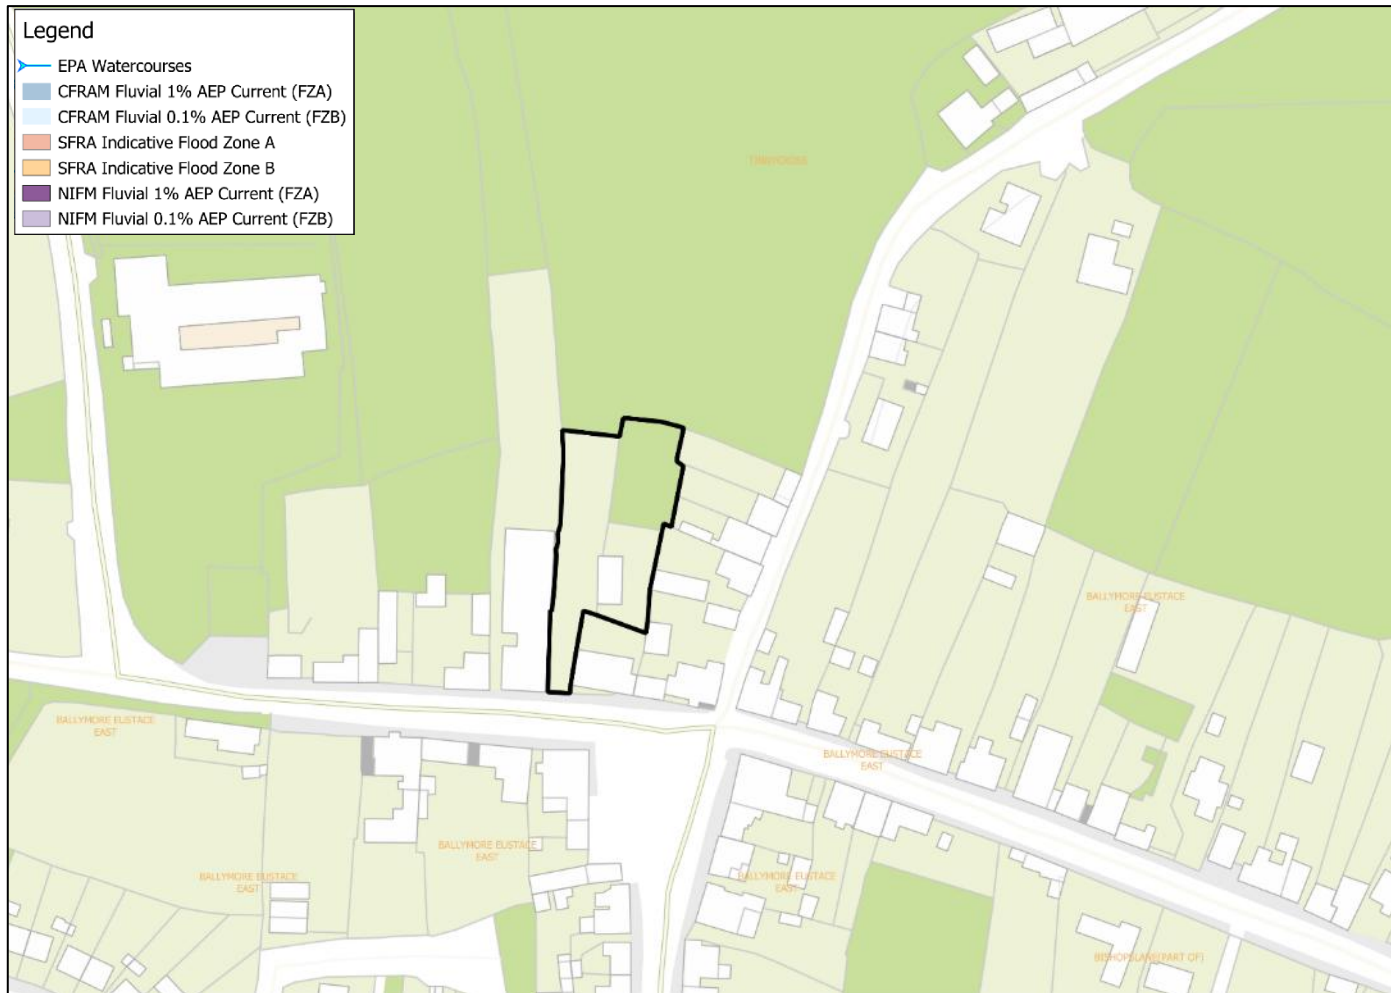 Legend
EPA Watercourses
CFRAM Fluvial 1% AEP Current (FZA)
CFRAM Fluvial 0.1% AEP Current (FZB)
SFRA Indicative Flood Zone A
SFRA Indicative Flood Zone B
NIFM Fluvial 1% AEP Current (FZA)
NIFM Fluvial 0.1% AEP Current (FZB)
BALLYMORE EUSTACE
EAST
BALLYMORE EUSTACE
EAST
BALLYMORE EUSTACE
EAST
BALLYMORE EUSTACE
EAST
BALLYMORE EUSTACE
EAST
BALLYMORE EUSTACE
EAST
BISHOPSLANE(PART OF)